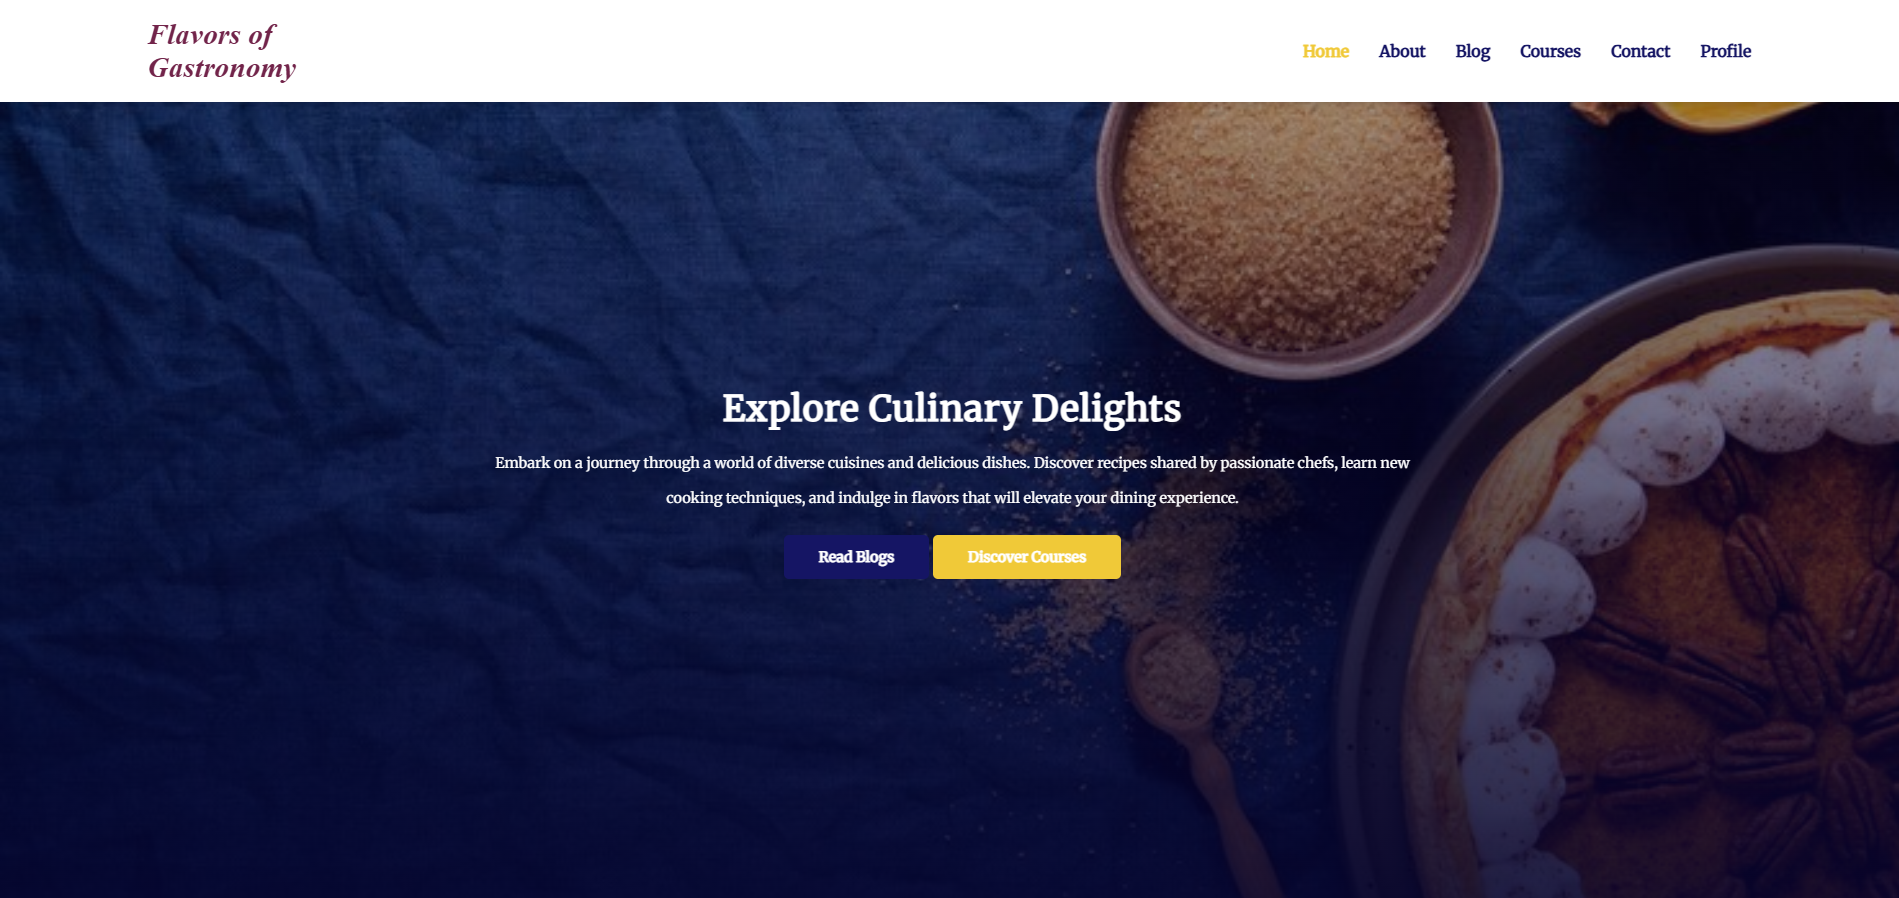 Flavors of
Gastronomy
Home About Blog Courses Contact Profile
Explore Culinary Delights
Embark on a journey through a world of diverse cuisines and delicious dishes. Discover recipes shared by passionate chefs, learn new
cooking techniques, and indulge in flavors that will elevate your dining experience.
Read Blogs Discover Courses